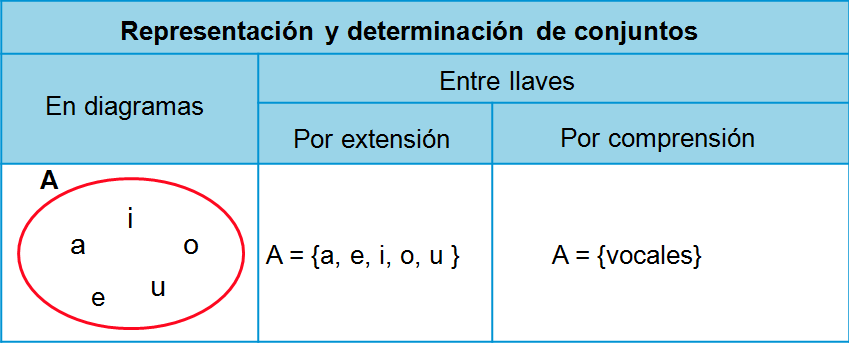 Representación y determinación de conjuntos
En diagramas
Entre llaves
Por extensión
Por comprensión
A
i
a
o
e
u
A = {a, e, i, o, u }
A = {vocales}